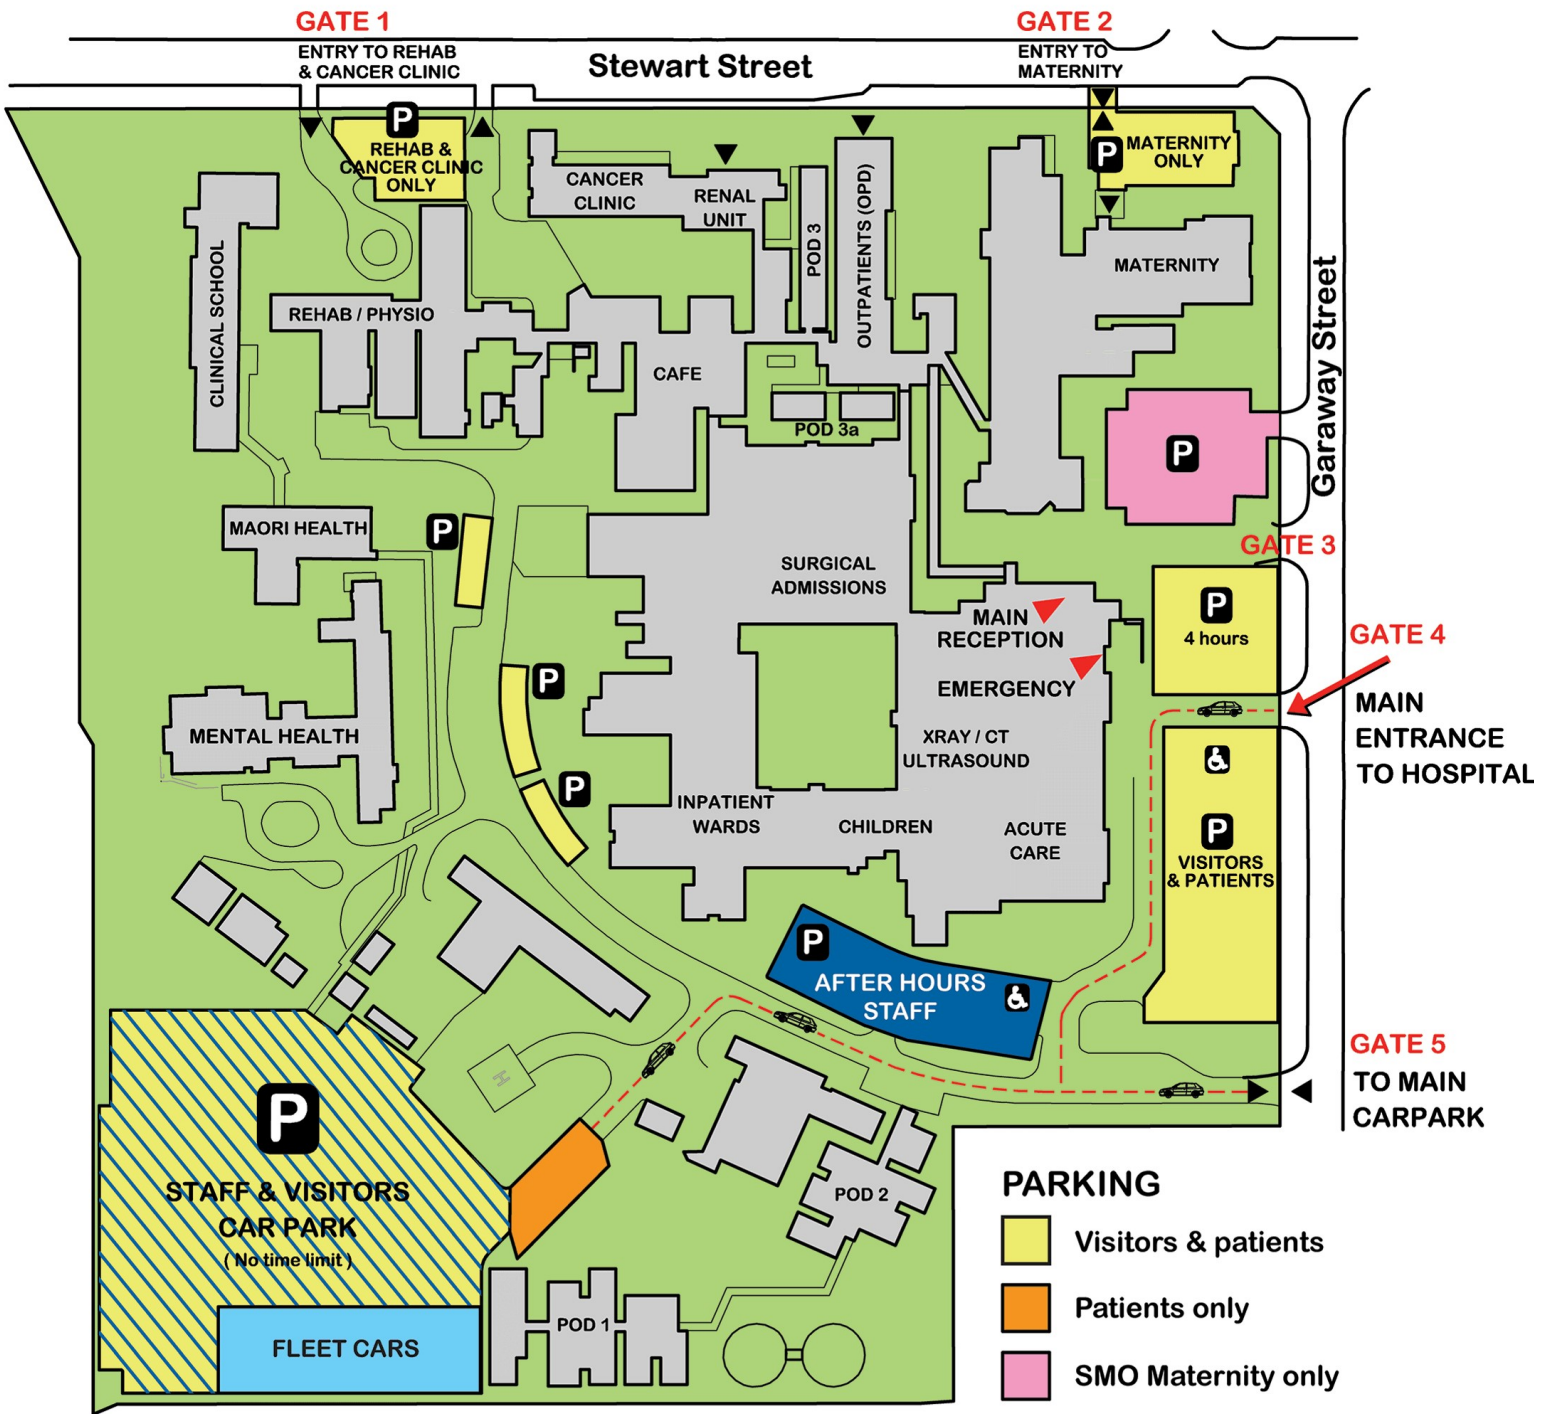 GATE 1
ENTRY TO REHAB
& CANCER CLINIC
Stewart Street
GATE 2
ENTRY TO
MATERNITY
P
REHAB &
CANCER CLINIC
ONLY
P
MATERNITY
ONLY
CANCER
CLINIC
RENAL
UNIT
POD 3
OUTPATIENTS (OPD)
MATERNITY
CLINICAL SCHOOL
REHAB / PHYSIO
CAFE
POD 3a
Garaway Street
P
MAORI HEALTH
P
SURGICAL
ADMISSIONS
GATE 3
P
4 hours
MAIN
RECEPTION
EMERGENCY
GATE 4
MAIN
ENTRANCE
TO HOSPITAL
P
MENTAL HEALTH
XRAY / CT
ULTRASOUND
P
INPATIENT
WARDS
CHILDREN
ACUTE
CARE
P
VISITORS
& PATIENTS
P
AFTER HOURS
STAFF
GATE 5
TO MAIN
CARPARK
H
P
STAFF & VISITORS
CAR PARK
( No time limit )
FLEET CARS
POD 2
POD 1
PARKING
Visitors & patients
Patients only
SMO Maternity only